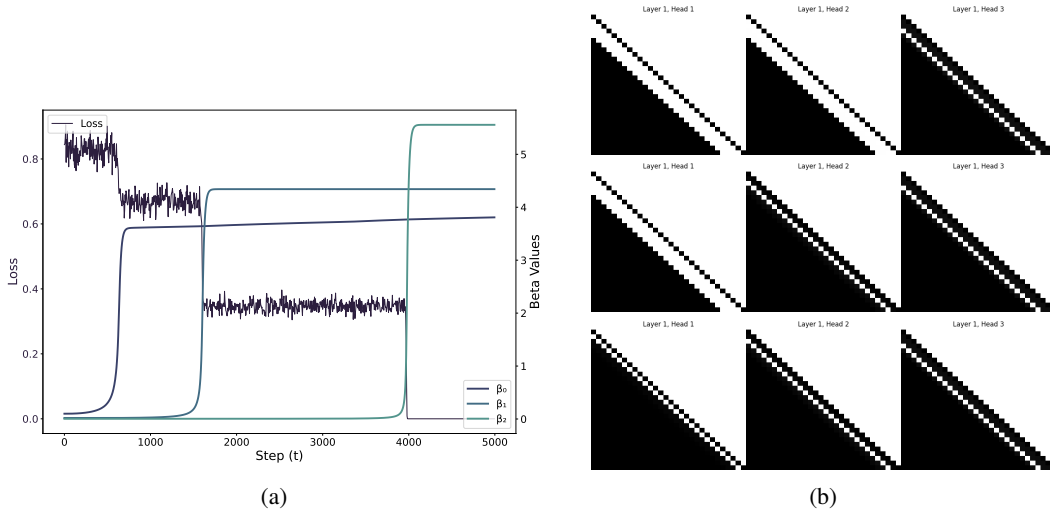 Loss
0.8
0.6
0.4
0.2
0.0
Loss
5
4
3
2
1
0
Beta Values
β₀
β₁
β₂
0 1000 2000 3000 4000 5000
Step (t)
(a)
Layer 1, Head 1 Layer 1, Head 2 Layer 1, Head 3
Layer 1, Head 1 Layer 1, Head 2 Layer 1, Head 3
Layer 1, Head 1 Layer 1, Head 2 Layer 1, Head 3
(b)